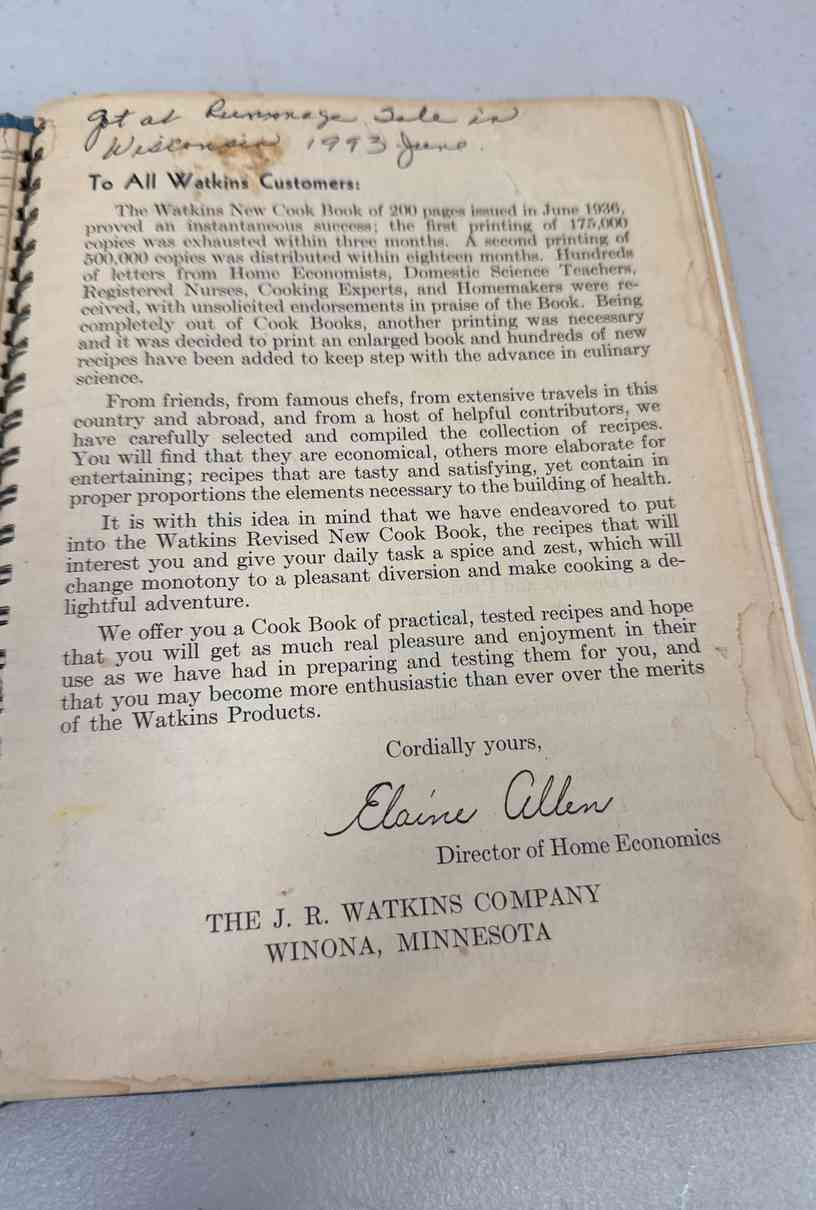 Got at Rummage Sale in
Wisconsin 1993 June.
To All Watkins Customers:
The Watkins New Cook Book of 200 pages issued in June 1936,
proved an instantaneous success; the first printing of 175,000
copies was exhausted within three months. A second printing of
500,000 copies was distributed within eighteen months. Hundreds
of letters from Home Economists, Domestic Science Teachers,
Registered Nurses, Cooking Experts, and Homemakers were re-
ceived, with unsolicited endorsements in praise of the Book. Being
completely out of Cook Books, another printing was necessary
and it was decided to print an enlarged book and hundreds of new
recipes have been added to keep step with the advance in culinary
science.
From friends, from famous chefs, from extensive travels in this
country and abroad, and from a host of helpful contributors, we
have carefully selected and compiled the collection of recipes.
You will find that they are economical, others more elaborate for
entertaining; recipes that are tasty and satisfying, yet contain in
proper proportions the elements necessary to the building of health.
It is with this idea in mind that we have endeavored to put
into the Watkins Revised New Cook Book, the recipes that will
interest you and give your daily task a spice and zest, which will
change monotony to a pleasant diversion and make cooking a de-
lightful adventure.
We offer you a Cook Book of practical, tested recipes and hope
that you will get as much real pleasure and enjoyment in their
use as we have had in preparing and testing them for you, and
that you may become more enthusiastic than ever over the merits
of the Watkins Products.
Cordially yours,
Elaine Allen
Director of Home Economics
THE J. R. WATKINS COMPANY
WINONA, MINNESOTA